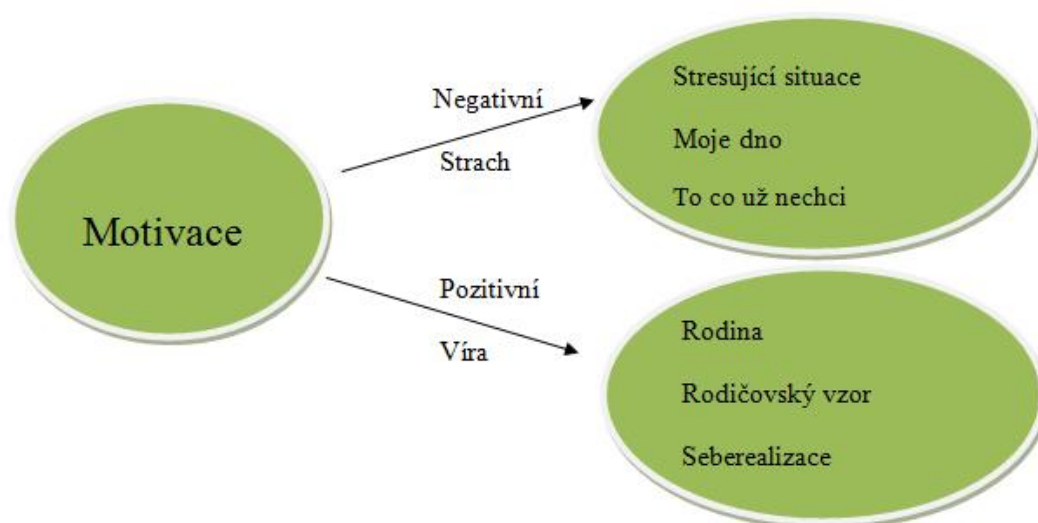 Motivace
Negativní
Strach
Stresující situace
Moje dno
To co už nechci
Pozitivní
Víra
Rodina
Rodičovský vzor
Seberealizace